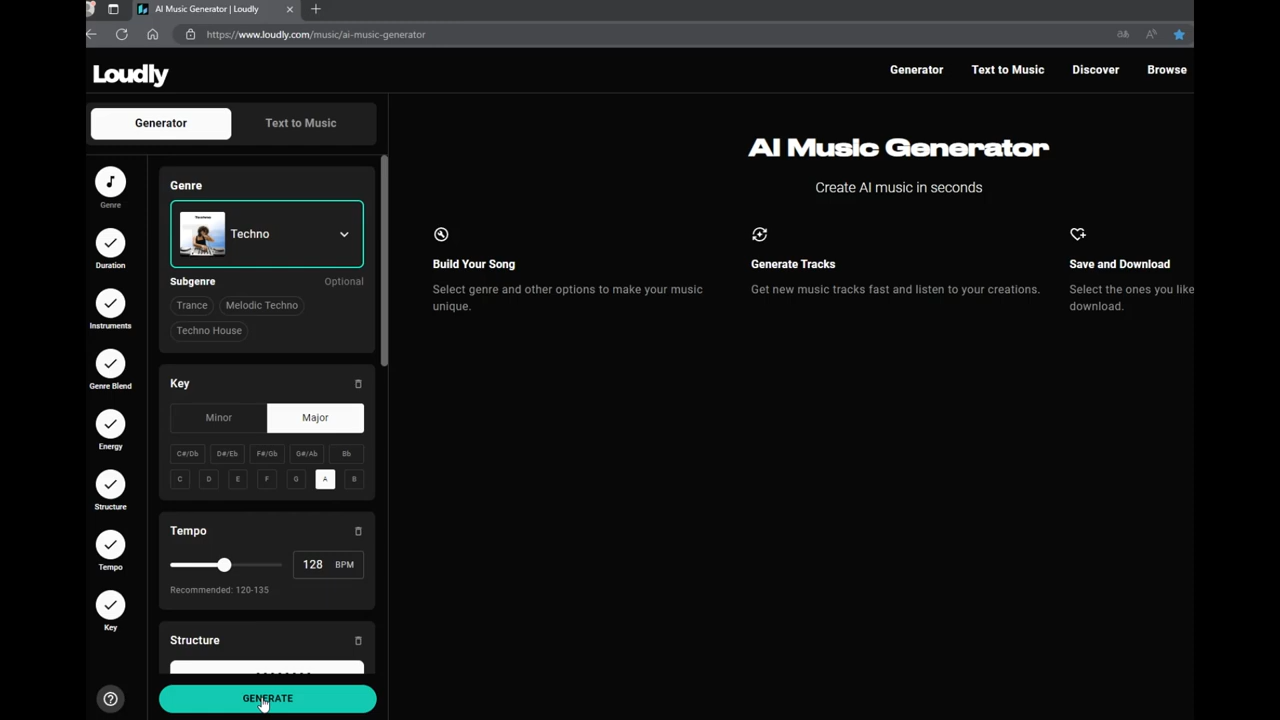 AI Music Generator | Loudly
https://www.loudly.com/music/ai-music-generator
Loudly
Generator
Text to Music
Discover
Browse
Generator
Text to Music
Genre
Duration
Instruments
Genre Blend
Energy
Structure
Tempo
Key
Genre
Techno
Subgenre
Optional
Trance
Melodic Techno
Techno House
Key
Minor
Major
C#/Db
D#/Eb
F#/Gb
G#/Ab
Bb
C
D
E
F
G
A
B
Tempo
128 BPM
Recommended: 120-135
Structure
GENERATE
AI Music Generator
Create AI music in seconds
Build Your Song
Select genre and other options to make your music
unique.
Generate Tracks
Get new music tracks fast and listen to your creations.
Save and Download
Select the ones you like
download.